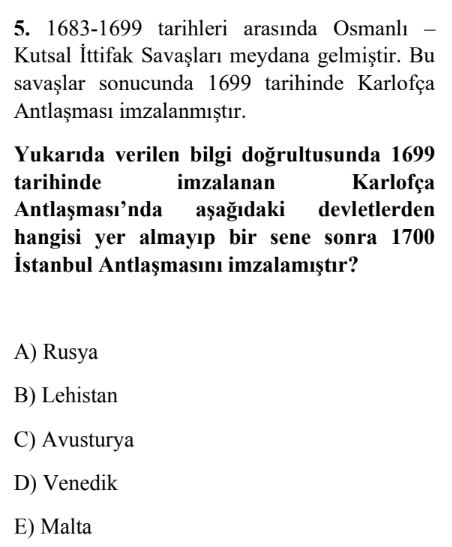 5. 1683-1699 tarihleri arasında Osmanlı –
Kutsal İttifak Savaşları meydana gelmiştir. Bu
savaşlar sonucunda 1699 tarihinde Karlofça
Antlaşması imzalanmıştır.
Yukarıda verilen bilgi doğrultusunda 1699
tarihinde imzalanan Karlofça
Antlaşması’nda aşağıdaki devletlerden
hangisi yer almayıp bir sene sonra 1700
İstanbul Antlaşmasını imzalamıştır?
A) Rusya
B) Lehistan
C) Avusturya
D) Venedik
E) Malta